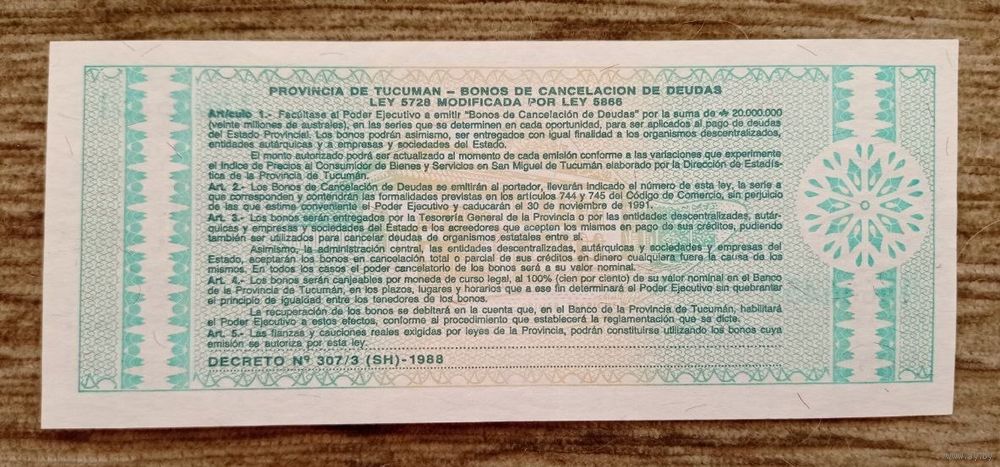 PROVINCIA DE TUCUMAN – BONOS DE CANCELACION DE DEUDAS
LEY 5728 MODIFICADA POR LEY 5866
Artículo 1.- Facúltase al Poder Ejecutivo a emitir "Bonos de Cancelación de Deudas" por la suma de ₳ 20.000.000
(veinte millones de australes), en las series que se determinen en cada oportunidad, para ser aplicados al pago de deudas
del Estado Provincial. Los bonos podrán asimismo, ser entregados con igual finalidad a los organismos descentralizados,
entidades autárquicas y a empresas y sociedades del Estado.
El monto autorizado podrá ser actualizado al momento de cada emisión conforme a las variaciones que experimente
el Indice de Precios al Consumidor de Bienes y Servicios en San Miguel de Tucumán elaborado por la Dirección de Estadís-
tica de la Provincia de Tucumán.
Art. 2.- Los Bonos de Cancelación de Deudas se emitirán al portador, llevarán indicado el número de esta ley, la serie a
que corresponden y contendrán las formalidades previstas en los artículos 744 y 745 del Código de Comercio, sin perjuicio
de las que estime conveniente el Poder Ejecutivo y caducarán el 30 de noviembre de 1991.
Art. 3.- Los bonos serán entregados por la Tesorería General de la Provincia o por las entidades descentralizadas, autár-
quicas y empresas y sociedades del Estado a los acreedores que acepten los mismos en pago de sus créditos, pudiendo
también ser utilizados para cancelar deudas de organismos estatales entre sí.
Asimismo, la administración central, las entidades descentralizadas, autárquicas y sociedades y empresas del
Estado, aceptarán los bonos en cancelación total o parcial de sus créditos en dinero cualquiera fuere la causa de los
mismos. En todos los casos el poder cancelatorio de los bonos será a su valor nominal.
Art. 4.- Los bonos serán canjeables por moneda de curso legal, al 100% (cien por ciento) de su valor nominal en el Banco
de la Provincia de Tucumán, en los plazos, lugares y horarios que a ese fin determinará el Poder Ejecutivo sin quebrantar
el principio de igualdad entre los tenedores de los bonos.
La recuperación de los bonos se debitará en la cuenta que, en el Banco de la Provincia de Tucumán, habilitará
el Poder Ejecutivo a estos efectos, conforme al procedimiento que establecerá la reglamentación que se dicte.
Art. 5.- Las fianzas y cauciones reales exigidas por leyes de la Provincia, podrán constituirse utilizando los bonos cuya
emisión se autoriza por esta ley.
DECRETO Nº 307/3 (SH)-1988